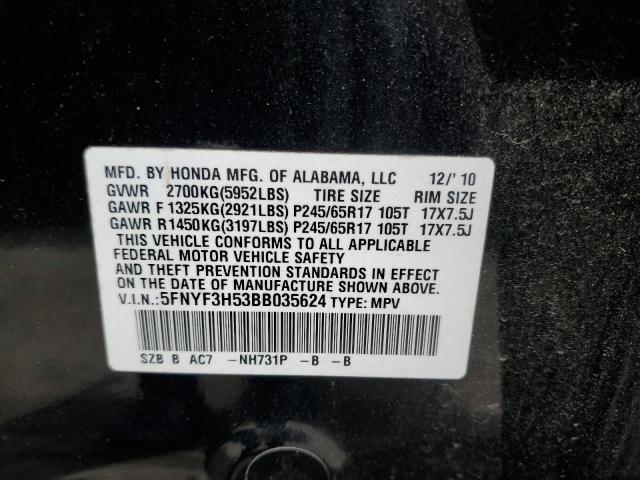 MFD. BY HONDA MFG. OF ALABAMA, LLC 12/'10
GVWR 2700KG(5952LBS) TIRE SIZE RIM SIZE
GAWR F 1325KG(2921LBS) P245/65R17 105T 17X7.5J
GAWR R1450KG(3197LBS) P245/65R17 105T 17X7.5J
THIS VEHICLE CONFORMS TO ALL APPLICABLE
FEDERAL MOTOR VEHICLE SAFETY
AND THEFT PREVENTION STANDARDS IN EFFECT
ON THE DATE OF MANUFACTURE SHOWN ABOVE.
V.I.N.:5FNYF3H53BB035624 TYPE: MPV
SZB B AC7 -NH731P -B -B